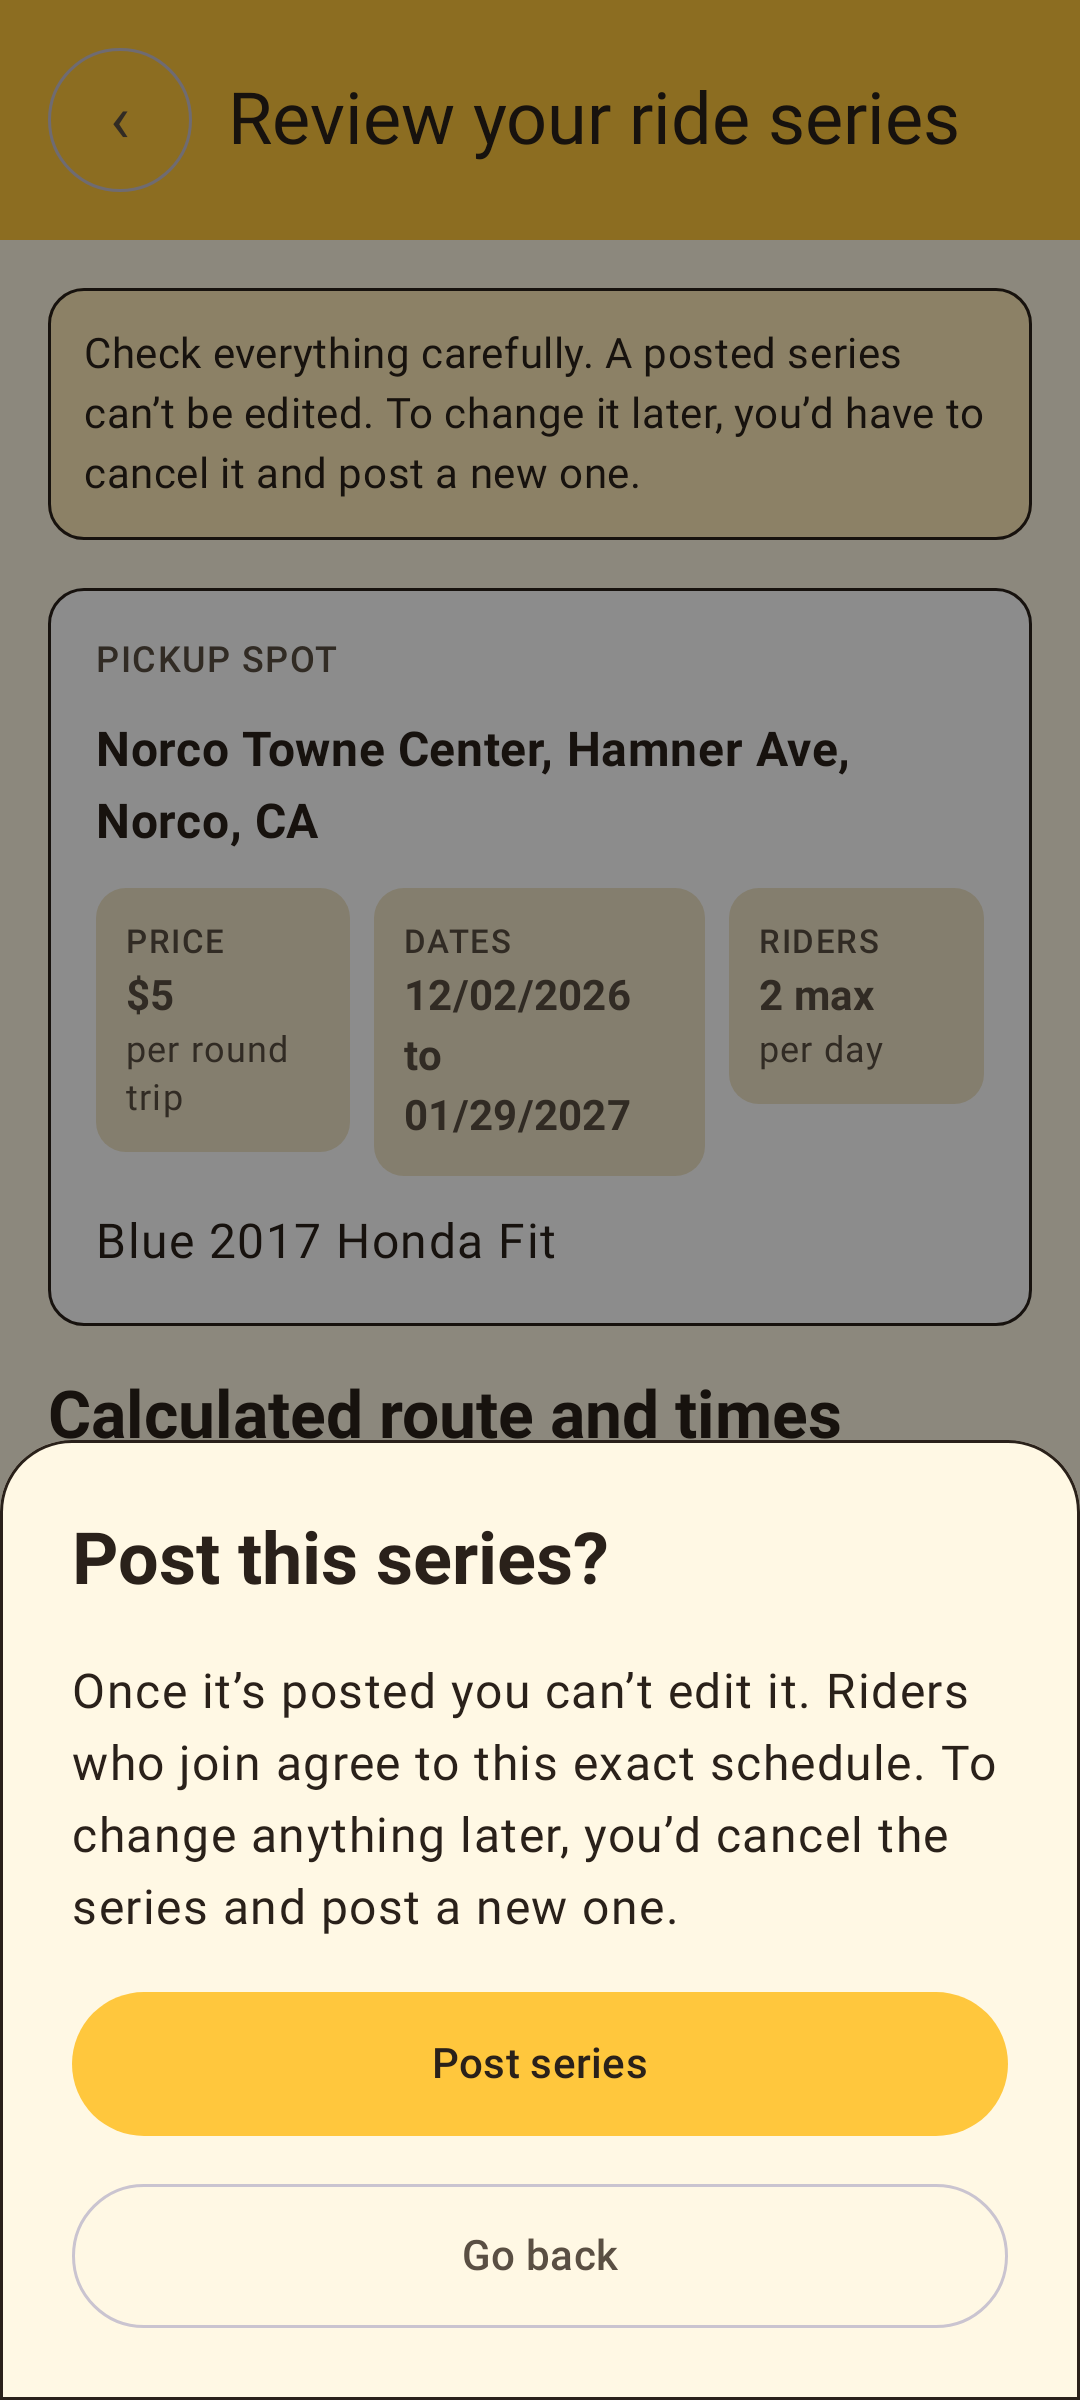 ‹
Review your ride series
Check everything carefully. A posted series
can’t be edited. To change it later, you’d have to
cancel it and post a new one.
PICKUP SPOT
Norco Towne Center, Hamner Ave,
Norco, CA
PRICE
$5
per round
trip
DATES
12/02/2026
to
01/29/2027
RIDERS
2 max
per day
Blue 2017 Honda Fit
Calculated route and times
Post this series?
Once it’s posted you can’t edit it. Riders
who join agree to this exact schedule. To
change anything later, you’d cancel the
series and post a new one.
Post series
Go back